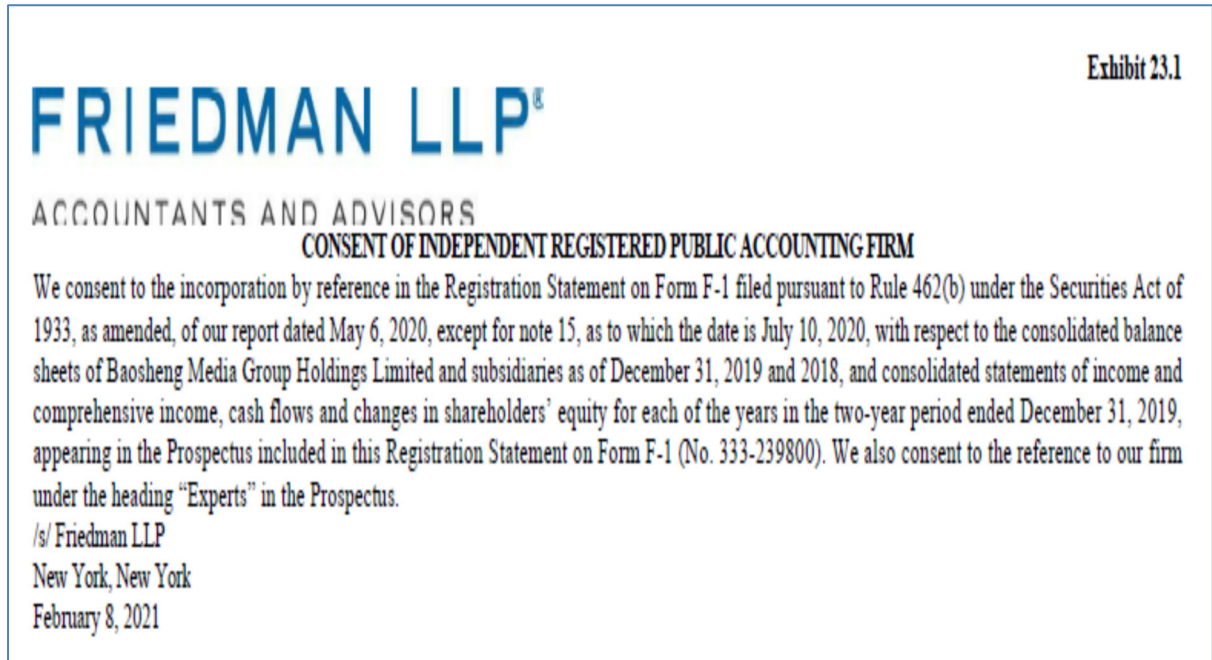 Exhibit 23.1
FRIEDMAN LLP®
ACCOUNTANTS AND ADVISORS
CONSENT OF INDEPENDENT REGISTERED PUBLIC ACCOUNTING FIRM
We consent to the incorporation by reference in the Registration Statement on Form F-1 filed pursuant to Rule 462(b) under the Securities Act of
1933, as amended, of our report dated May 6, 2020, except for note 15, as to which the date is July 10, 2020, with respect to the consolidated balance
sheets of Baosheng Media Group Holdings Limited and subsidiaries as of December 31, 2019 and 2018, and consolidated statements of income and
comprehensive income, cash flows and changes in shareholders’ equity for each of the years in the two-year period ended December 31, 2019,
appearing in the Prospectus included in this Registration Statement on Form F-1 (No. 333-239800). We also consent to the reference to our firm
under the heading “Experts” in the Prospectus.
/s/ Friedman LLP
New York, New York
February 8, 2021